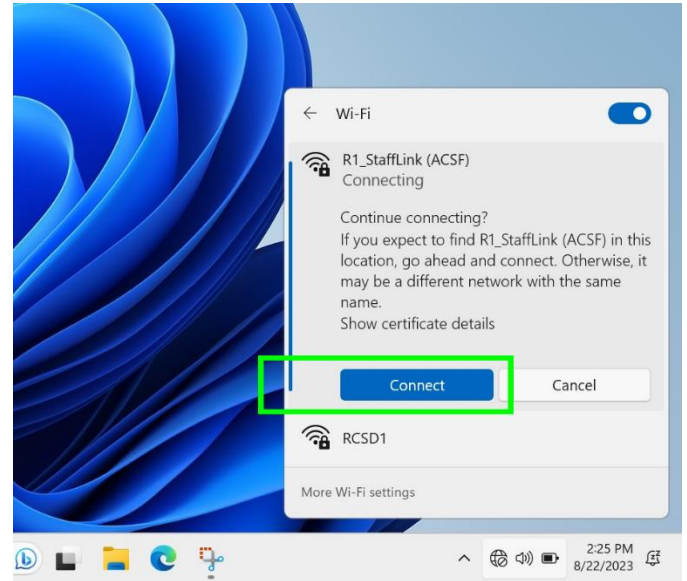 Wi-Fi
R1_StaffLink (ACSF)
Connecting
Continue connecting?
If you expect to find R1_StaffLink (ACSF) in this
location, go ahead and connect. Otherwise, it
may be a different network with the same
name.
Show certificate details
Connect Cancel
RCSD1
More Wi-Fi settings
2:25 PM
8/22/2023